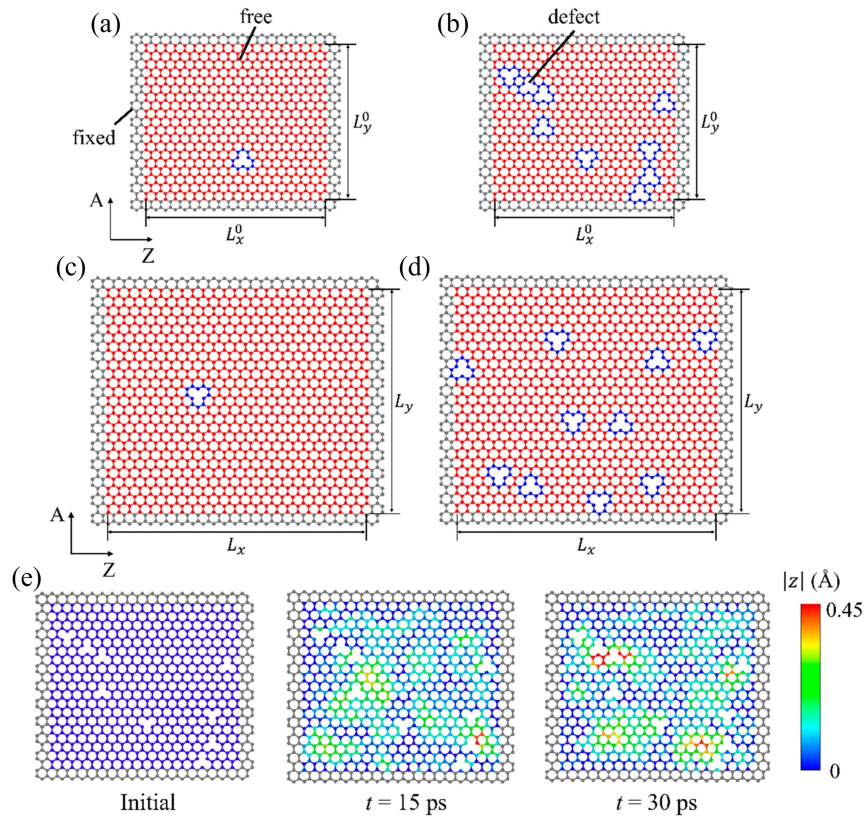 (a)
free
fixed
L_y^0
A
Z
L_x^0
(b)
defect
L_y^0
L_x^0
(c)
L_y
A
Z
L_x
(d)
L_y
L_x
(e)
|z| (Å)
0.45
0
Initial
t = 15 ps
t = 30 ps